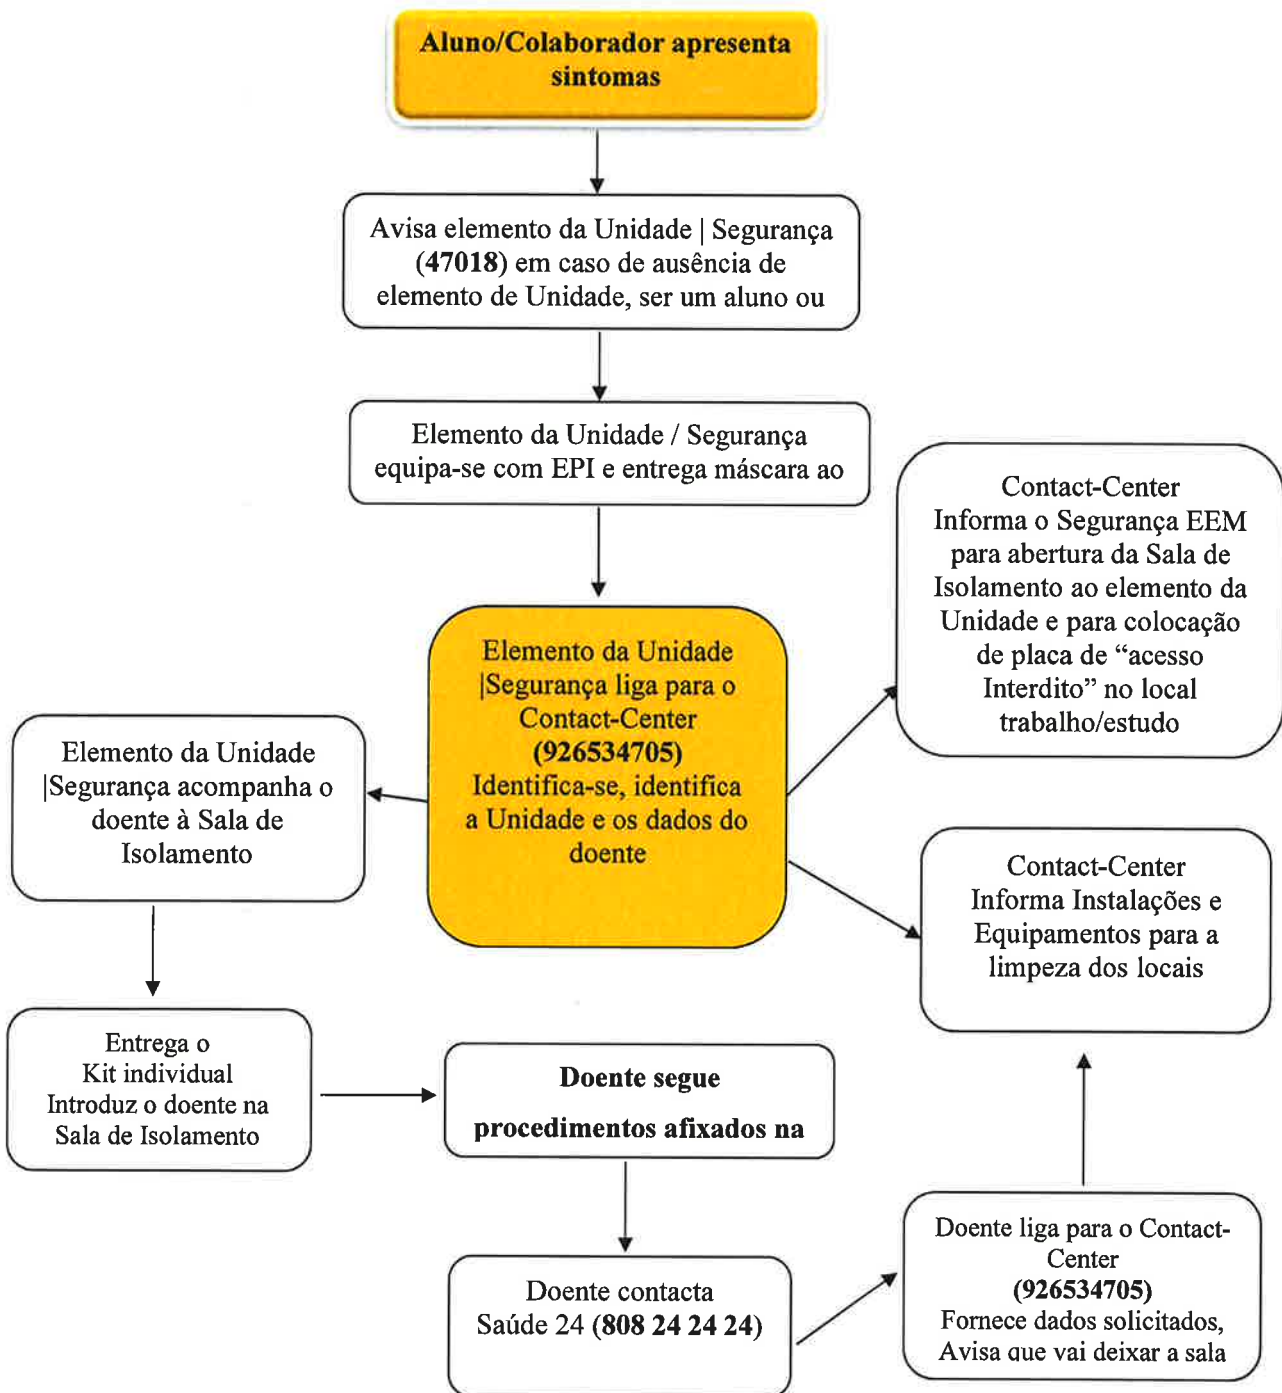 Aluno/Colaborador apresenta
sintomas
Avisa elemento da Unidade | Segurança
(47018) em caso de ausência de
elemento de Unidade, ser um aluno ou
Elemento da Unidade / Segurança
equipa-se com EPI e entrega máscara ao
Contact-Center
Informa o Segurança EEM
para abertura da Sala de
Isolamento ao elemento da
Unidade e para colocação
de placa de “acesso
Interdito” no local
trabalho/estudo
Elemento da Unidade
|Segurança liga para o
Contact-Center
(926534705)
Identifica-se, identifica
a Unidade e os dados do
doente
Elemento da Unidade
|Segurança acompanha o
doente à Sala de
Isolamento
Contact-Center
Informa Instalações e
Equipamentos para a
limpeza dos locais
Entrega o
Kit individual
Introduz o doente na
Sala de Isolamento
Doente segue
procedimentos afixados na
Doente contacta
Saúde 24 (808 24 24 24)
Doente liga para o Contact-
Center
(926534705)
Fornece dados solicitados,
Avisa que vai deixar a sala